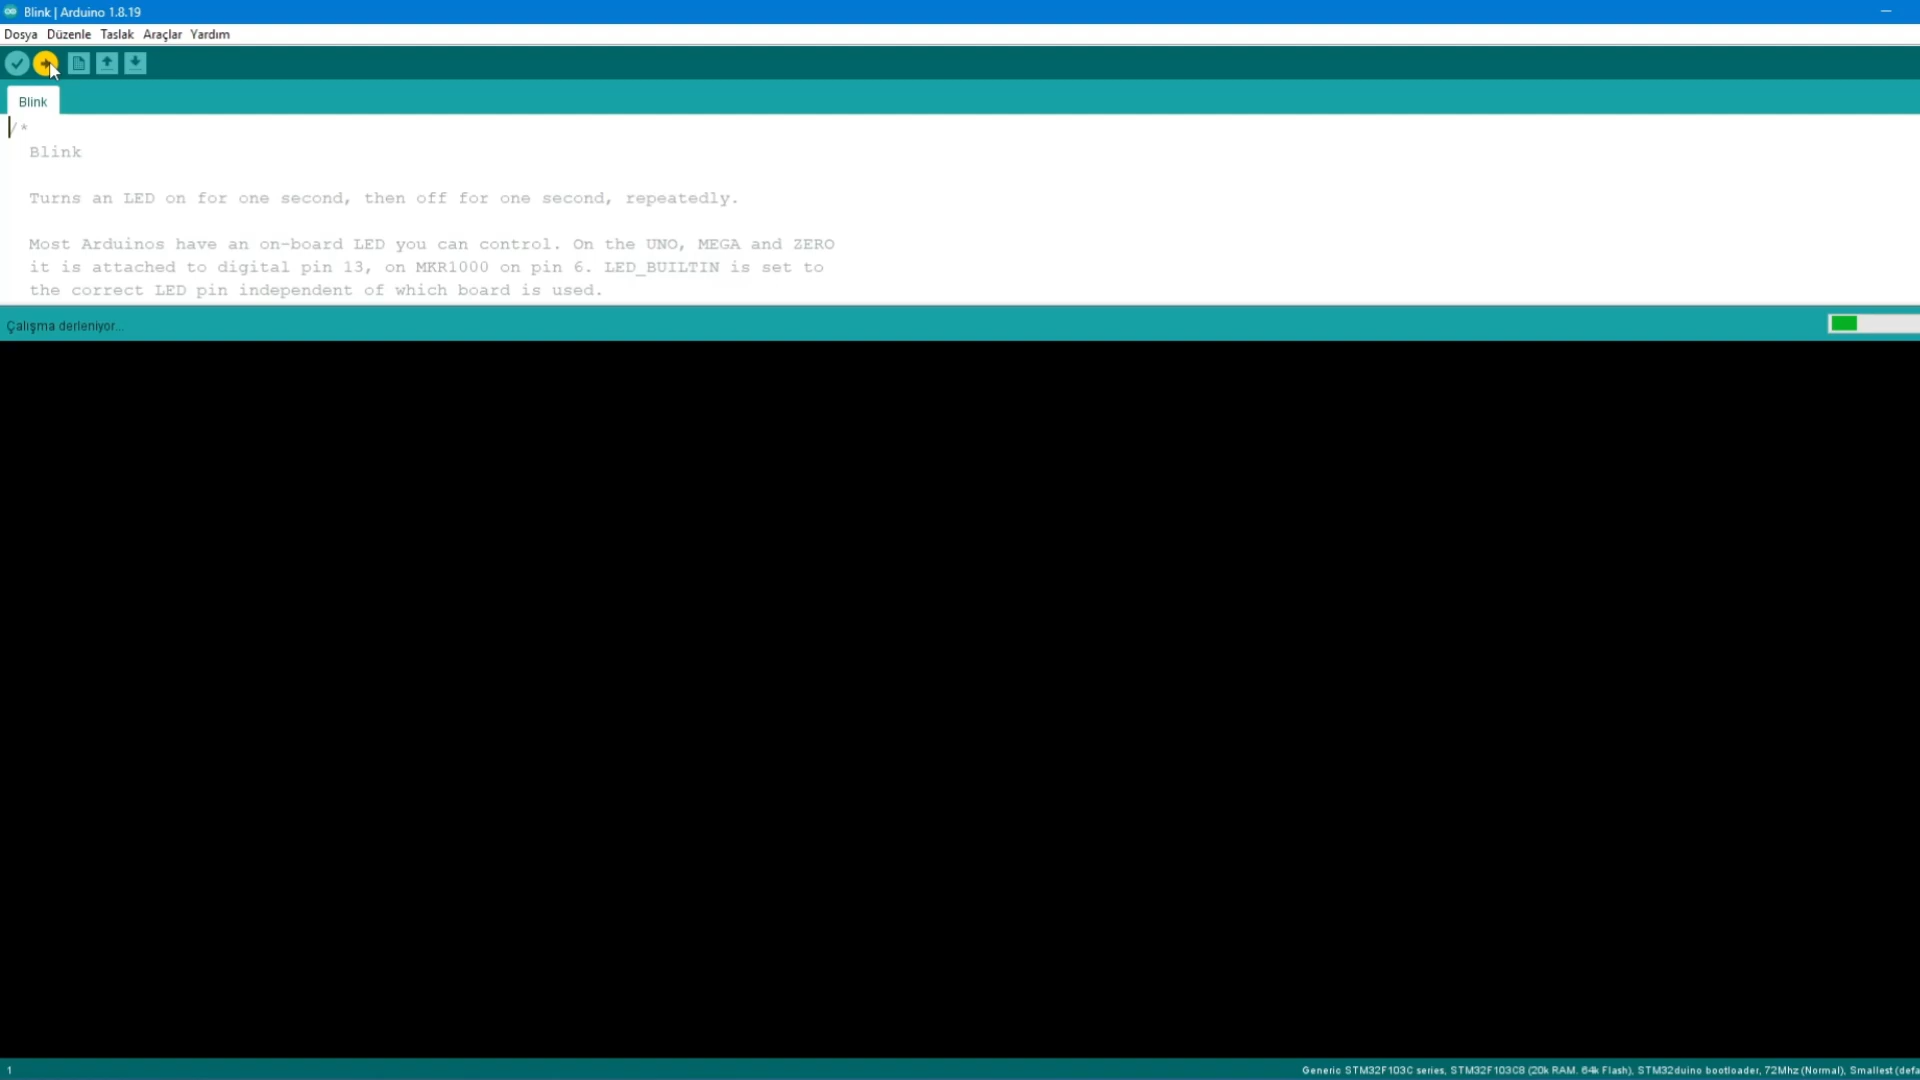 Blink | Arduino 1.8.19
Dosya Düzenle Taslak Araçlar Yardım
Blink
/*
Blink
Turns an LED on for one second, then off for one second, repeatedly.
Most Arduinos have an on-board LED you can control. On the UNO, MEGA and ZERO
it is attached to digital pin 13, on MKR1000 on pin 6. LED_BUILTIN is set to
the correct LED pin independent of which board is used.
Çalışma derleniyor...
1
Generic STM32F103C series, STM32F103C8 (20k RAM. 64k Flash), STM32duino bootloader, 72Mhz (Normal), Smallest (defa